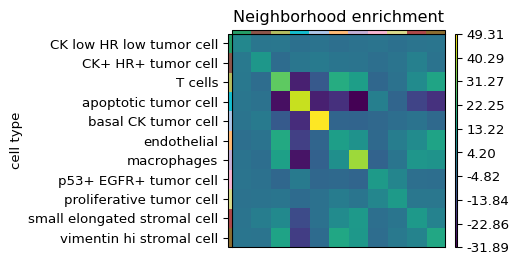 Neighborhood enrichment
cell type
CK low HR low tumor cell
CK+ HR+ tumor cell
T cells
apoptotic tumor cell
basal CK tumor cell
endothelial
macrophages
p53+ EGFR+ tumor cell
proliferative tumor cell
small elongated stromal cell
vimentin hi stromal cell
49.31
40.29
31.27
22.25
13.22
4.20
-4.82
-13.84
-22.86
-31.89